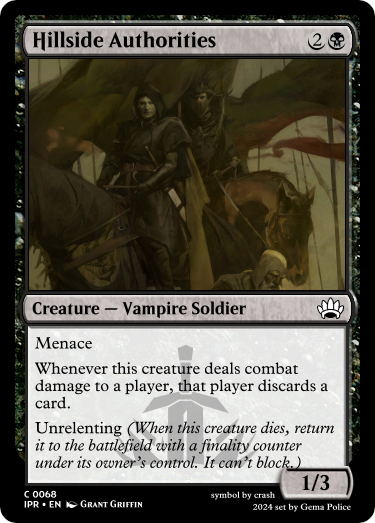 Hillside Authorities 2
Creature — Vampire Soldier
Menace
Whenever this creature deals combat
damage to a player, that player discards a
card.
Unrelenting (When this creature dies, return
it to the battlefield with a finality counter
under its owner's control. It can't block.)
1/3
C 0068
IPR • EN GRANT GRIFFIN
symbol by crash
2024 set by Gema Police